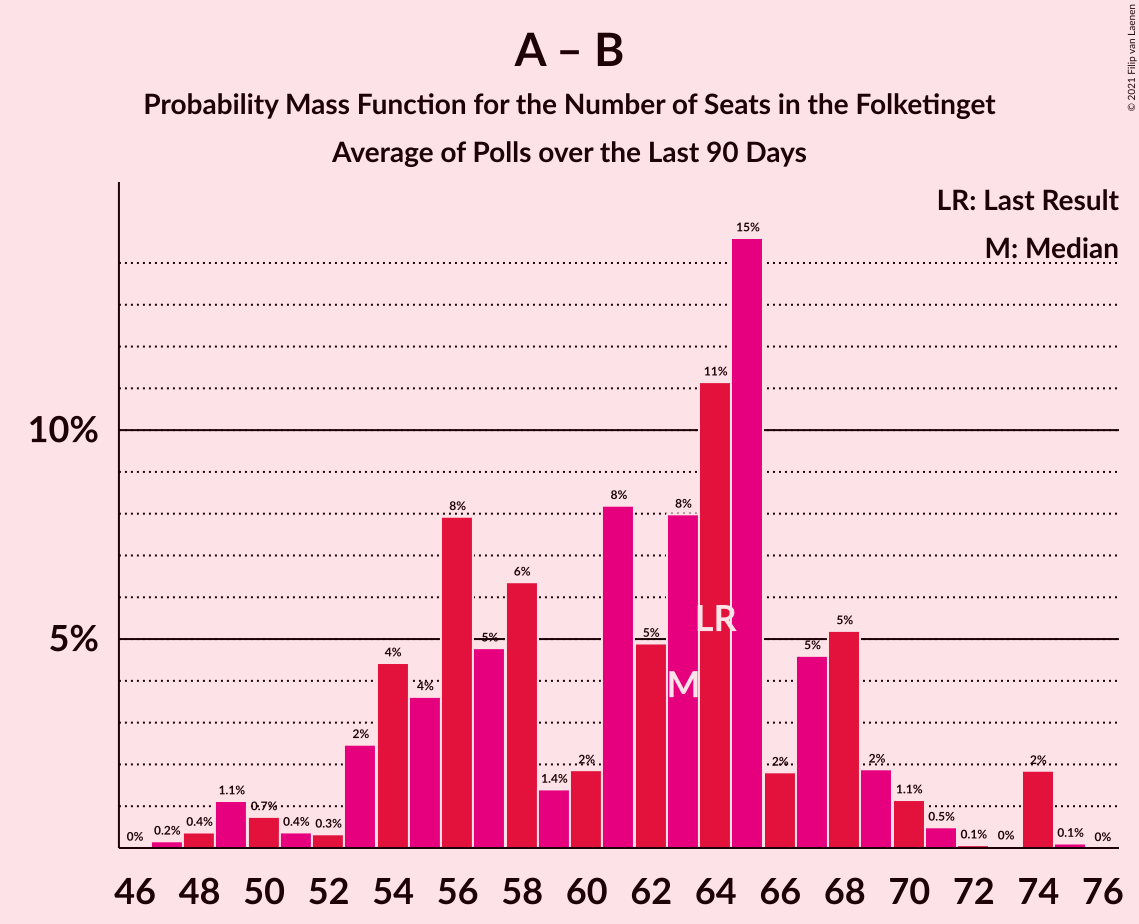 A – B
Probability Mass Function for the Number of Seats in the Folketinget
Average of Polls over the Last 90 Days
© 2021 Filip van Laenen
LR: Last Result
M: Median
10%
5%
0% 0.2% 0.4% 1.1% 0.7% 0.4% 0.3% 2% 4% 4% 8% 5% 6% 1.4% 2% 8% 5% 8% 11% 15% 2% 5% 5% 2% 1.1% 0.5% 0.1% 0% 2% 0.1% 0%
LR
M
46 48 50 52 54 56 58 60 62 64 66 68 70 72 74 76